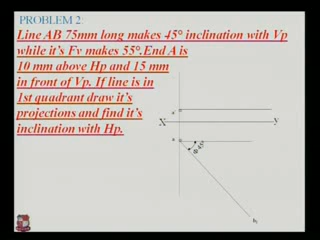 PROBLEM 2:
Line AB 75mm long makes 45° inclination with Vp
while it's Fv makes 55°.End A is
10 mm above Hp and 15 mm
in front of Vp. If line is in
1st quadrant draw it's
projections and find it's
inclination with Hp.
a'
X
y
a
Φ 45°
b₁